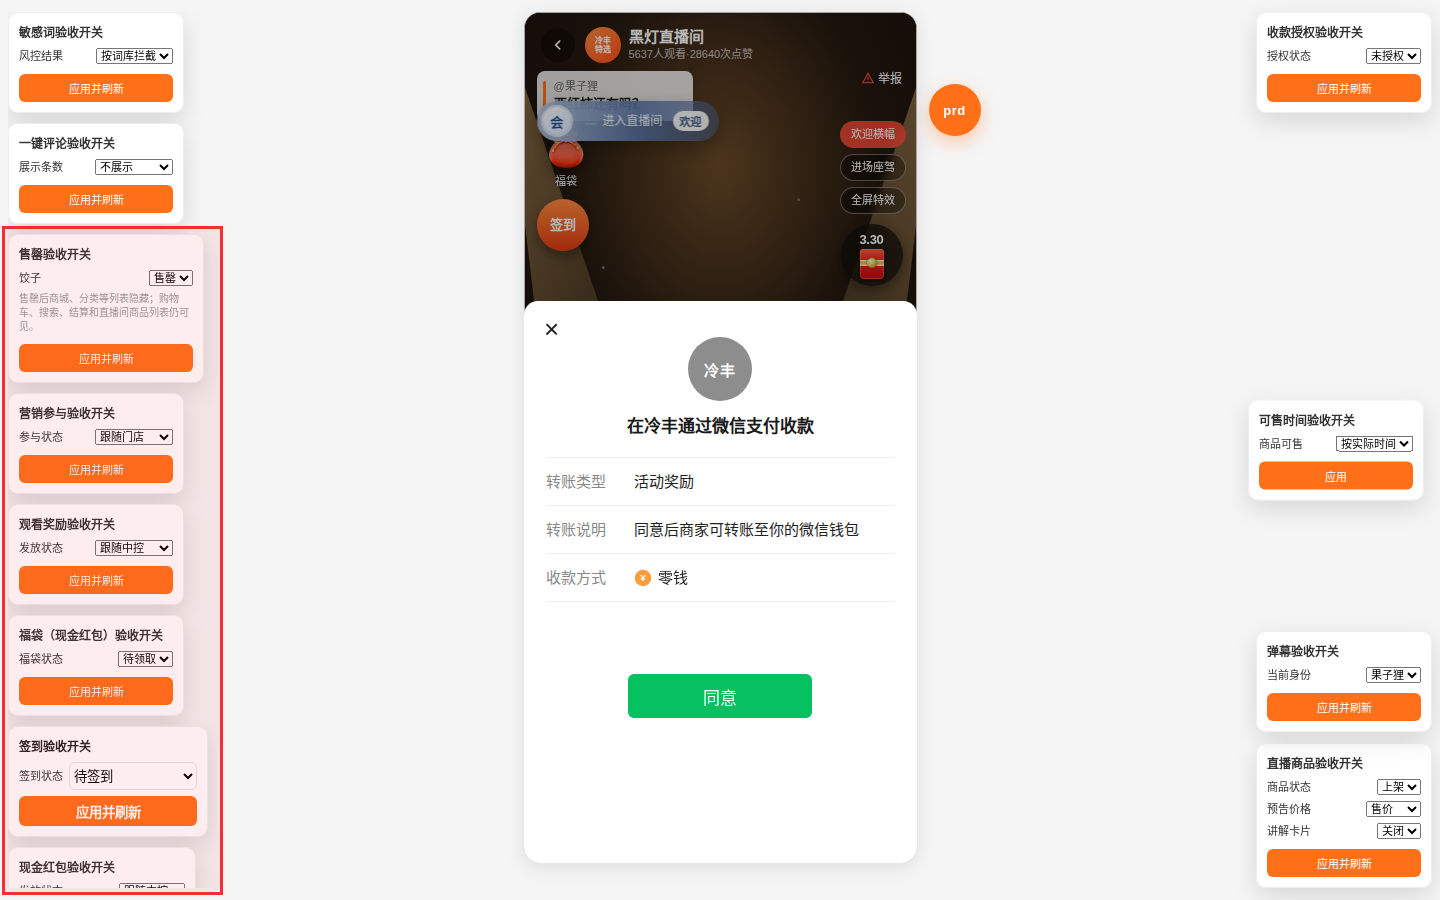 敏感词验收开关
风控结果 按词库拦截
应用并刷新
一键评论验收开关
展示条数 不展示
应用并刷新
售罄验收开关
饺子 售罄
售罄后商城、分类等列表隐藏；购物
车、搜索、结算和直播间商品列表仍可
见。
应用并刷新
营销参与验收开关
参与状态 跟随门店
应用并刷新
观看奖励验收开关
发放状态 跟随中控
应用并刷新
福袋（现金红包）验收开关
福袋状态 待领取
应用并刷新
签到验收开关
签到状态 待签到
应用并刷新
现金红包验收开关
发放状态 跟随中控
冷丰
特选
黑灯直播间
5637人观看·28640次点赞
举报
@果子狸
会 进入直播间 欢迎
福袋
签到
欢迎横幅
进场座驾
全屏特效
3.30
冷丰
在冷丰通过微信支付收款
转账类型 活动奖励
转账说明 同意后商家可转账至你的微信钱包
收款方式 ¥ 零钱
同意
prd
收款授权验收开关
授权状态 未授权
应用并刷新
可售时间验收开关
商品可售 按实际时间
应用
弹幕验收开关
当前身份 果子狸
应用并刷新
直播商品验收开关
商品状态 上架
预告价格 售价
讲解卡片 关闭
应用并刷新